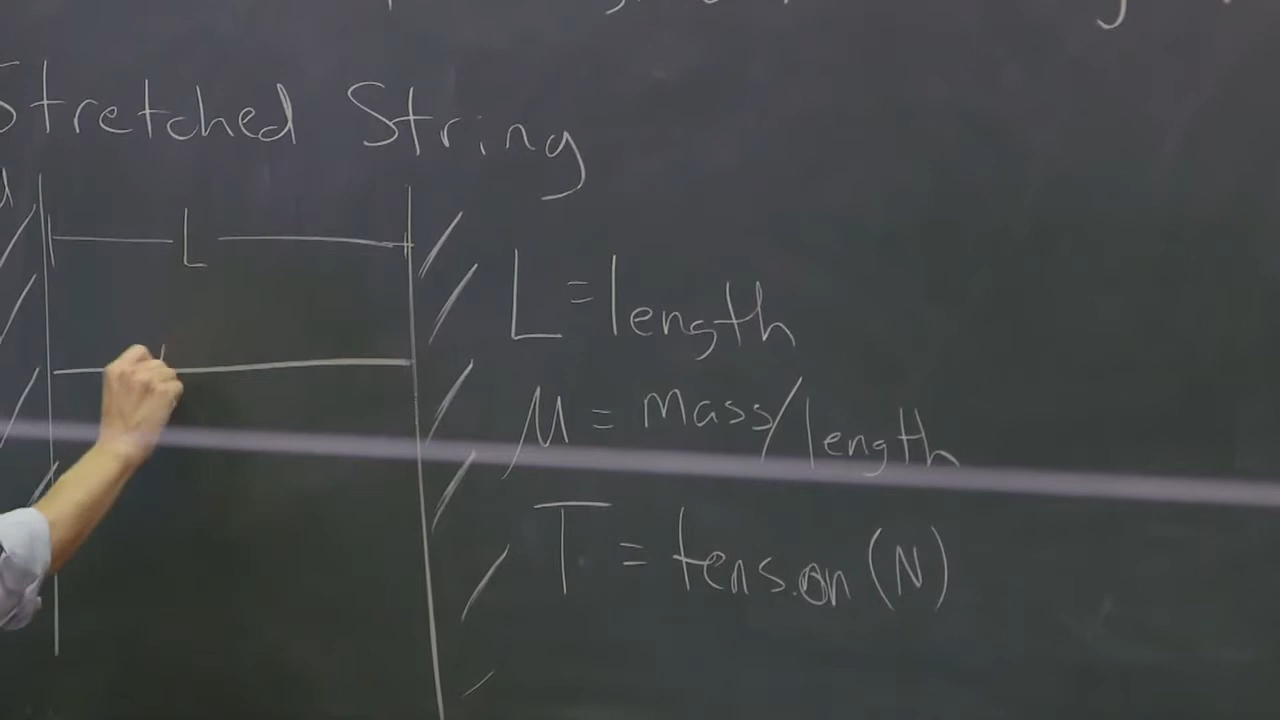 Stretched String
L
L = length
μ = mass/length
T = tension (N)